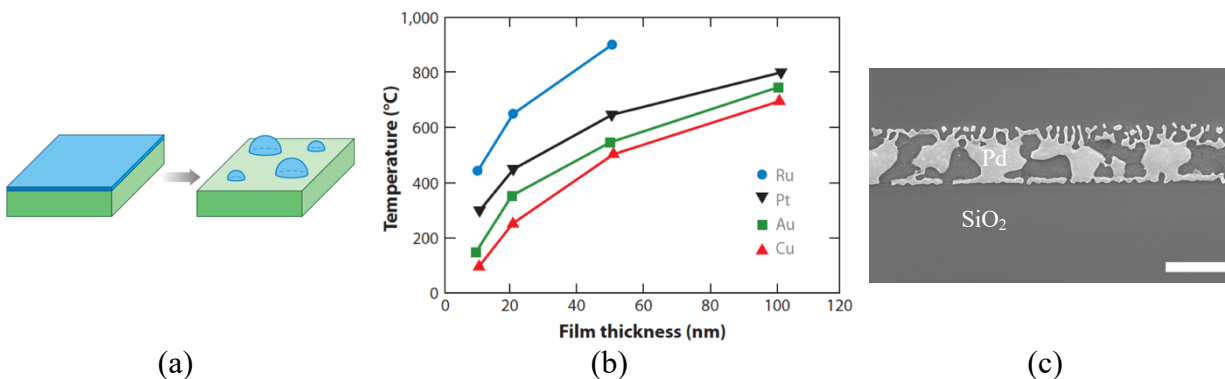 1,000
800
600
400
200
0
Temperature (°C)
0 20 40 60 80 100 120
Film thickness (nm)
Ru
Pt
Au
Cu
Pd
SiO₂
(a) (b) (c)